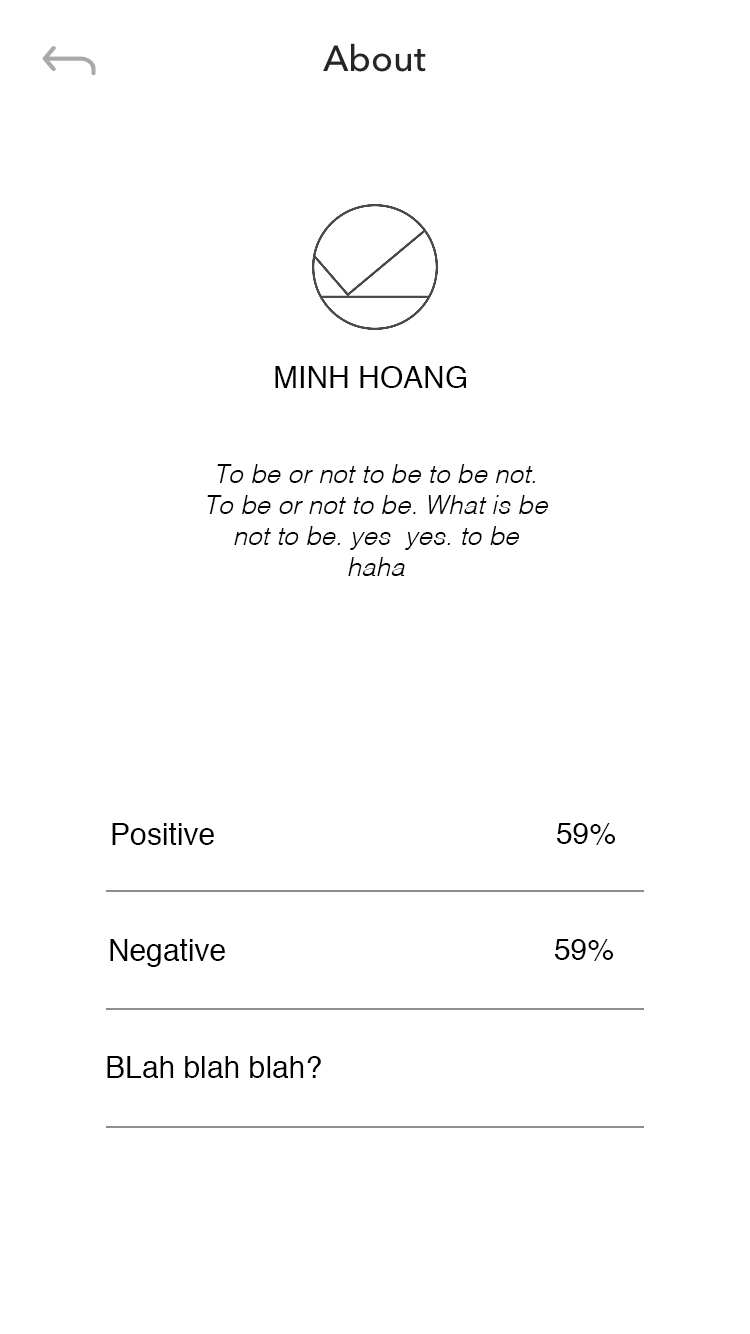 About
MINH HOANG
To be or not to be to be not.
To be or not to be. What is be
not to be. yes  yes. to be
haha
Positive 59%
Negative 59%
BLah blah blah?